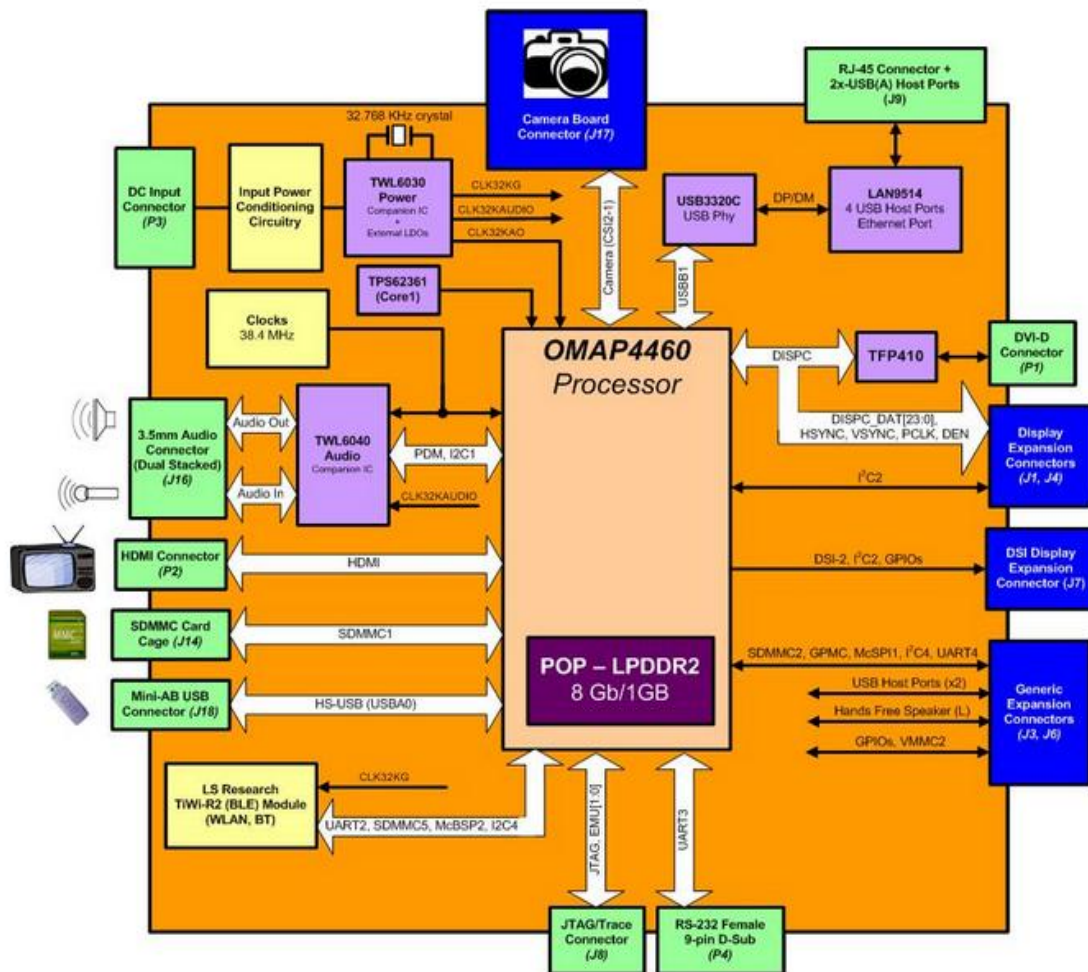 Camera Board
Connector (J17)
RJ-45 Connector +
2x-USB(A) Host Ports
(J9)
32.768 KHz crystal
DC Input
Connector
(P3)
Input Power
Conditioning
Circuitry
TWL6030
Power
Companion IC
+
External LDOs
CLK32KG
CLK32KAUDIO
CLK32KAO
Camera (CSI2-1)
USB3320C
USB Phy
DP/DM
LAN9514
4 USB Host Ports
Ethernet Port
USBB1
TPS62361
(Core1)
Clocks
38.4 MHz
OMAP4460
Processor
DISPC
TFP410
DVI-D
Connector
(P1)
DISPC_DAT[23:0],
HSYNC, VSYNC, PCLK, DEN
Display
Expansion
Connectors
(J1, J4)
I²C2
3.5mm Audio
Connector
(Dual Stacked)
(J16)
Audio Out
Audio In
TWL6040
Audio
Companion IC
PDM, I2C1
CLK32KAUDIO
HDMI Connector
(P2)
HDMI
DSI-2, I²C2, GPIOs
DSI Display
Expansion
Connector (J7)
MMC
SDMMC Card
Cage (J14)
SDMMC1
Mini-AB USB
Connector (J18)
HS-USB (USBA0)
POP – LPDDR2
8 Gb/1GB
SDMMC2, GPMC, McSPI1, I²C4, UART4
USB Host Ports (x2)
Hands Free Speaker (L)
GPIOs, VMMC2
Generic
Expansion
Connectors
(J3, J6)
LS Research
TiWi-R2 (BLE) Module
(WLAN, BT)
CLK32KG
UART2, SDMMC5, McBSP2, I2C4
JTAG, EMU[1:0]
UART3
JTAG/Trace
Connector
(J8)
RS-232 Female
9-pin D-Sub
(P4)